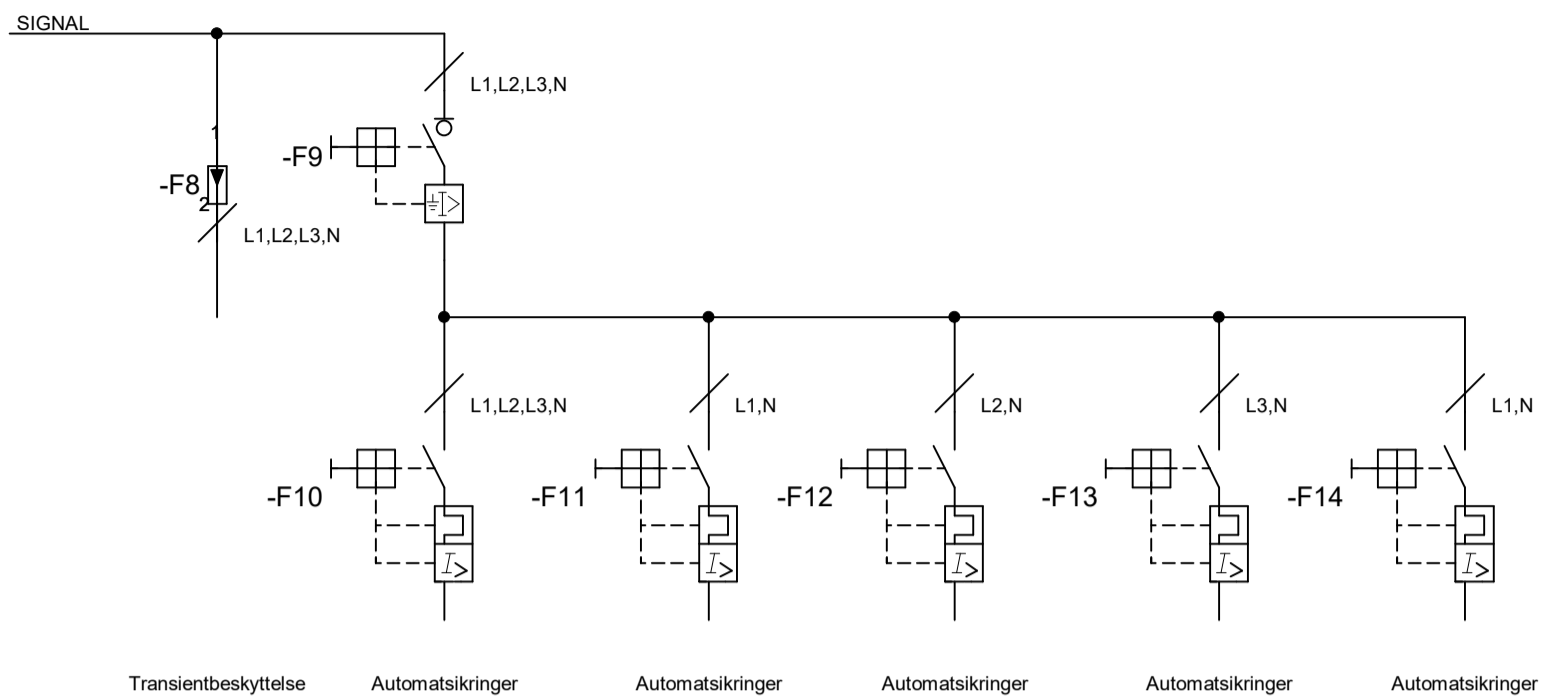 SIGNAL
L1,L2,L3,N
1
-F9
-F8
2
I>
L1,L2,L3,N
L1,L2,L3,N
L1,N
L2,N
L3,N
L1,N
-F10
-F11
-F12
-F13
-F14
I>
I>
I>
I>
I>
Transientbeskyttelse
Automatsikringer
Automatsikringer
Automatsikringer
Automatsikringer
Automatsikringer